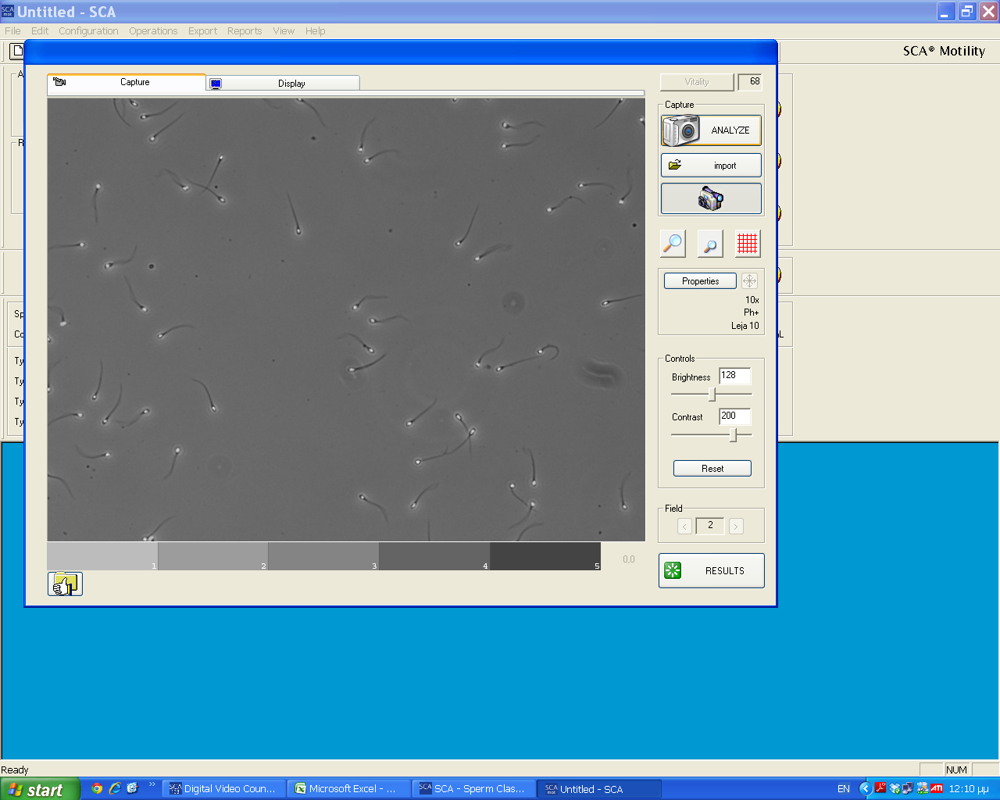 Untitled - SCA
File Edit Configuration Operations Export Reports View Help
SCA® Motility
Capture Display
Vitality 68
Capture
ANALYZE
import
Properties
10x
Ph+
Leja 10
Controls
Brightness 128
Contrast 200
Reset
Field
< 2 >
RESULTS
1 2 3 4 5 0,0
A
R
Sp
Co
Ty
Ty
Ty
Ty
Ready NUM
start » Digital Video Coun... Microsoft Excel - ... SCA - Sperm Clas... Untitled - SCA EN 12:10 μμ